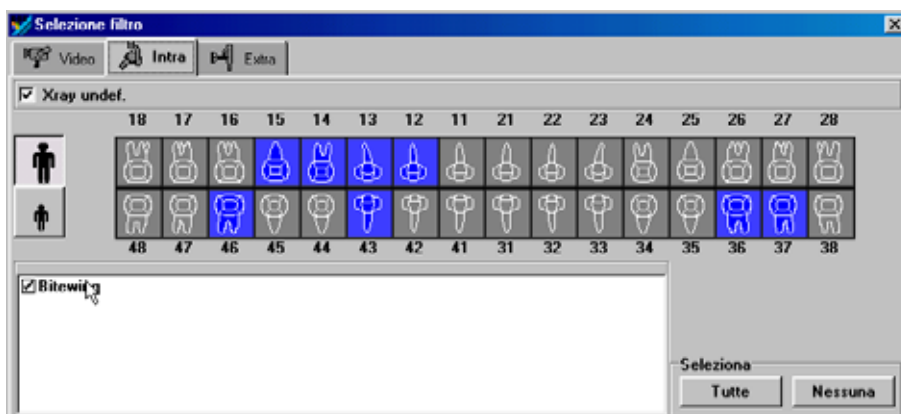 Selezione filtro
Video Intra Extra
Xray undef.
18 17 16 15 14 13 12 11 21 22 23 24 25 26 27 28
48 47 46 45 44 43 42 41 31 32 33 34 35 36 37 38
Bitewing
Seleziona
Tutte Nessuna